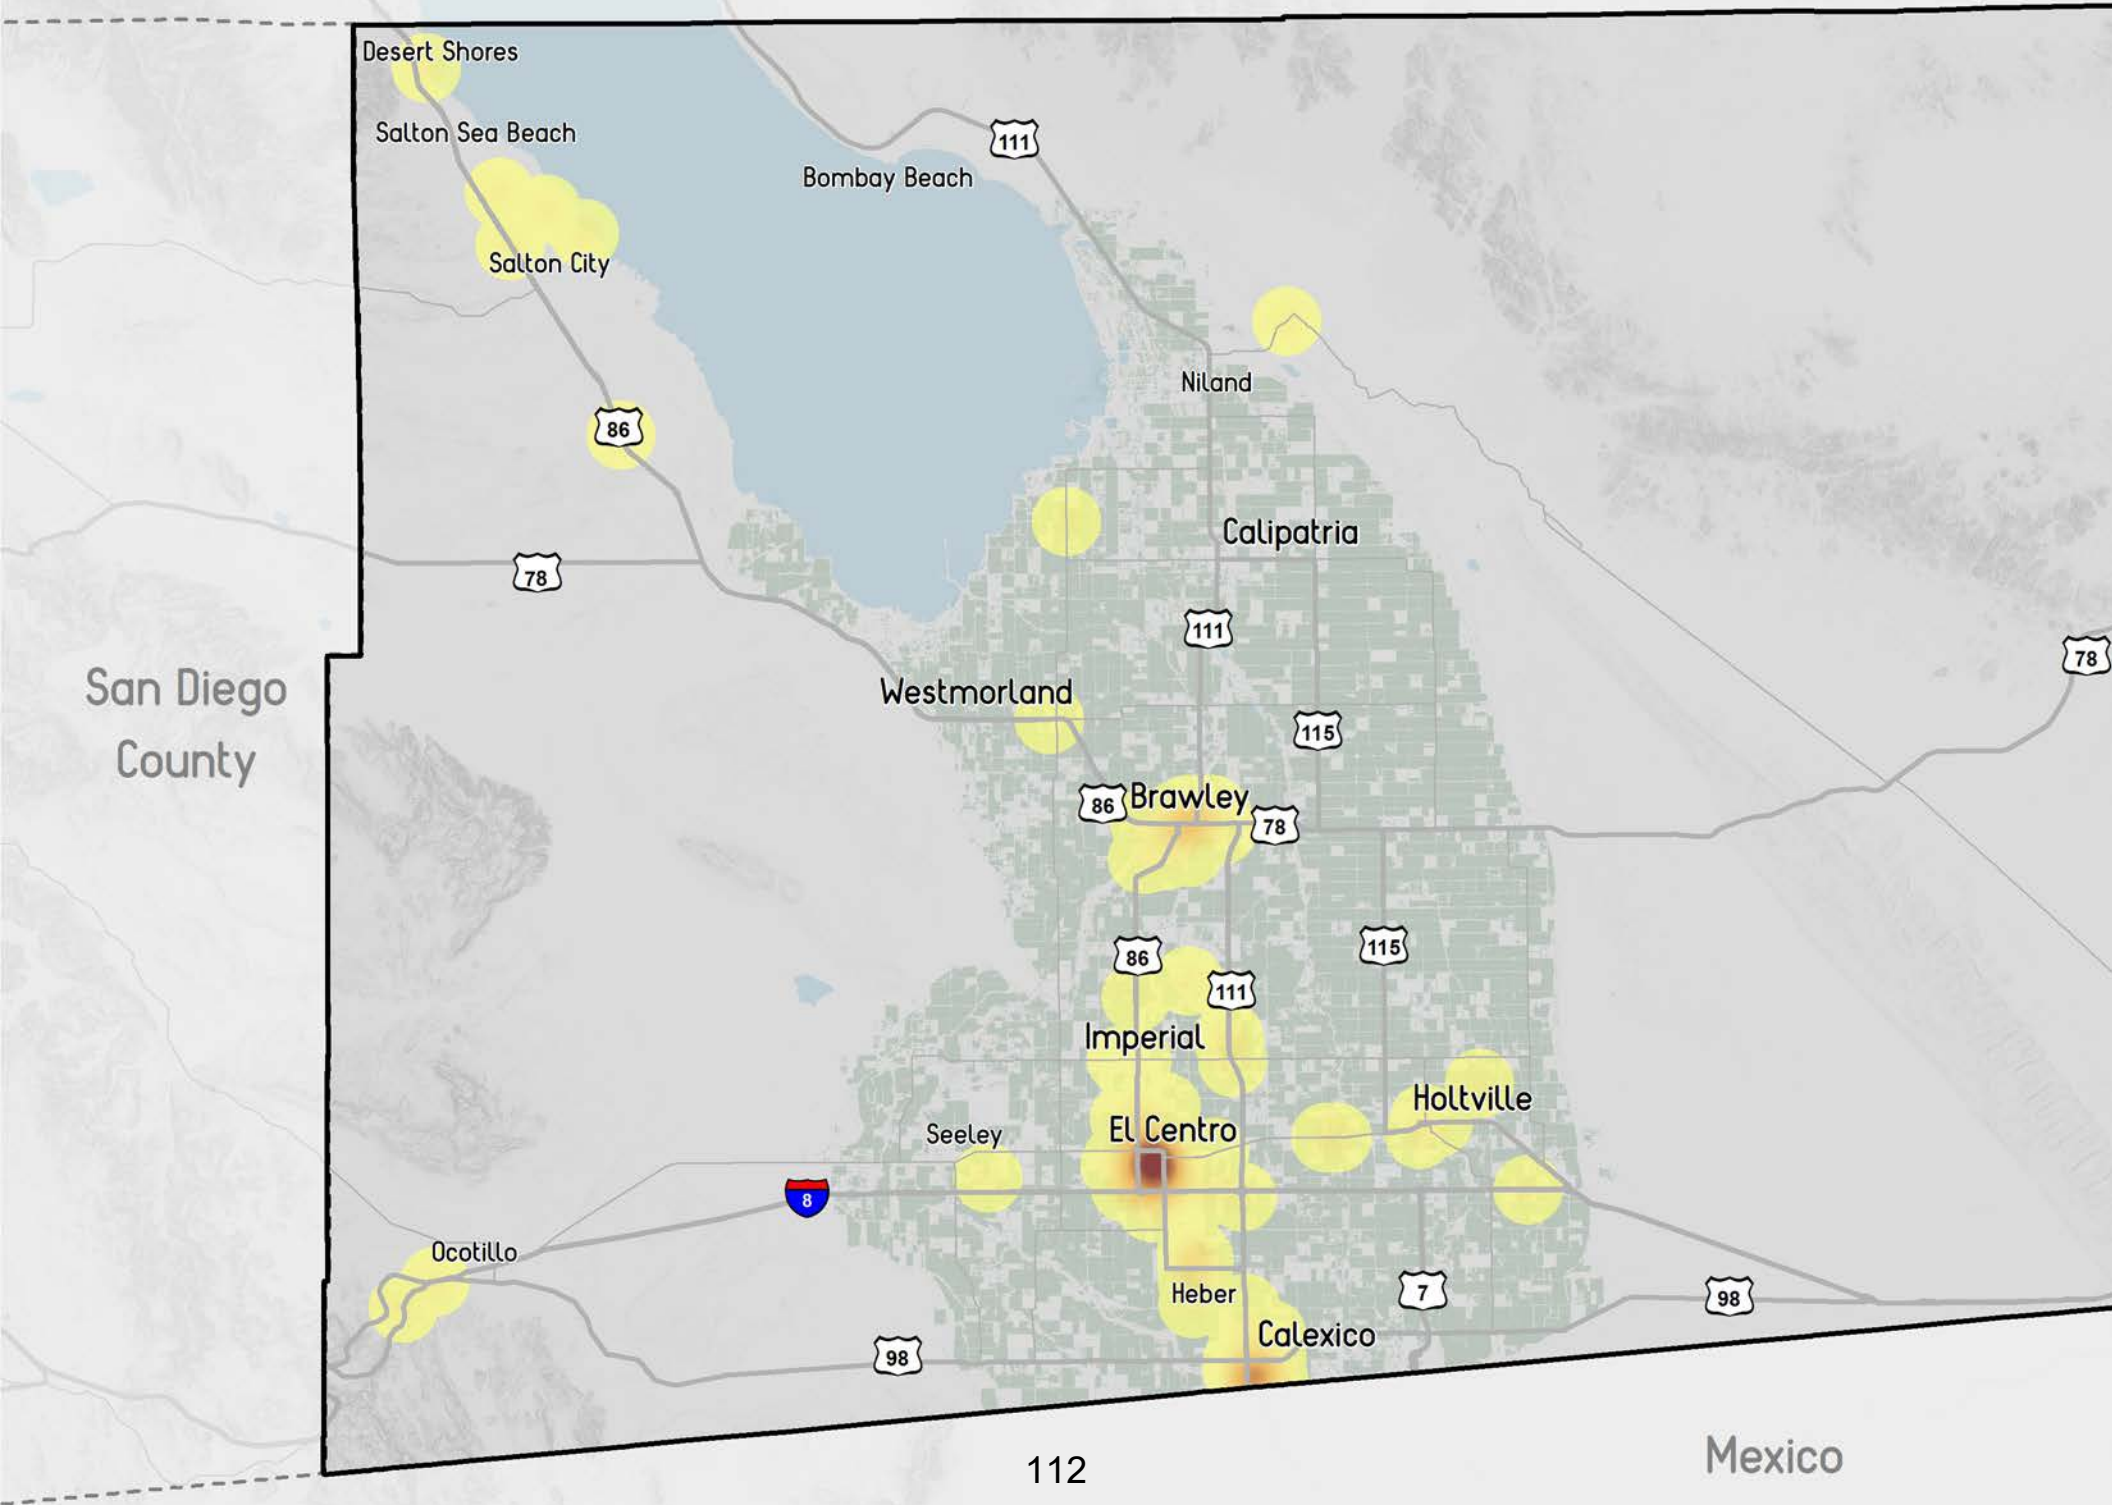 Desert Shores
Salton Sea Beach
111
Bombay Beach
Salton City
Niland
86
Calipatria
78
111
78
San Diego
County
Westmorland
115
86
Brawley
78
86
115
111
Imperial
Holtville
El Centro
Seeley
8
Ocotillo
Heber
7
98
Calexico
98
Mexico
112